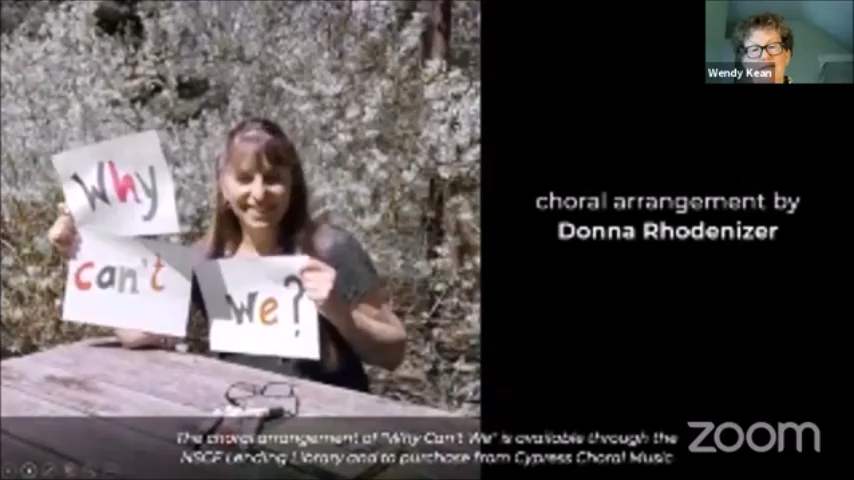 Wendy Kean
Why
can't
We?
choral arrangement by
Donna Rhodenizer
The choral arrangement of "Why Can't We" is available through the
NSCF Lending Library and to purchase from Cypress Choral Music
zoom